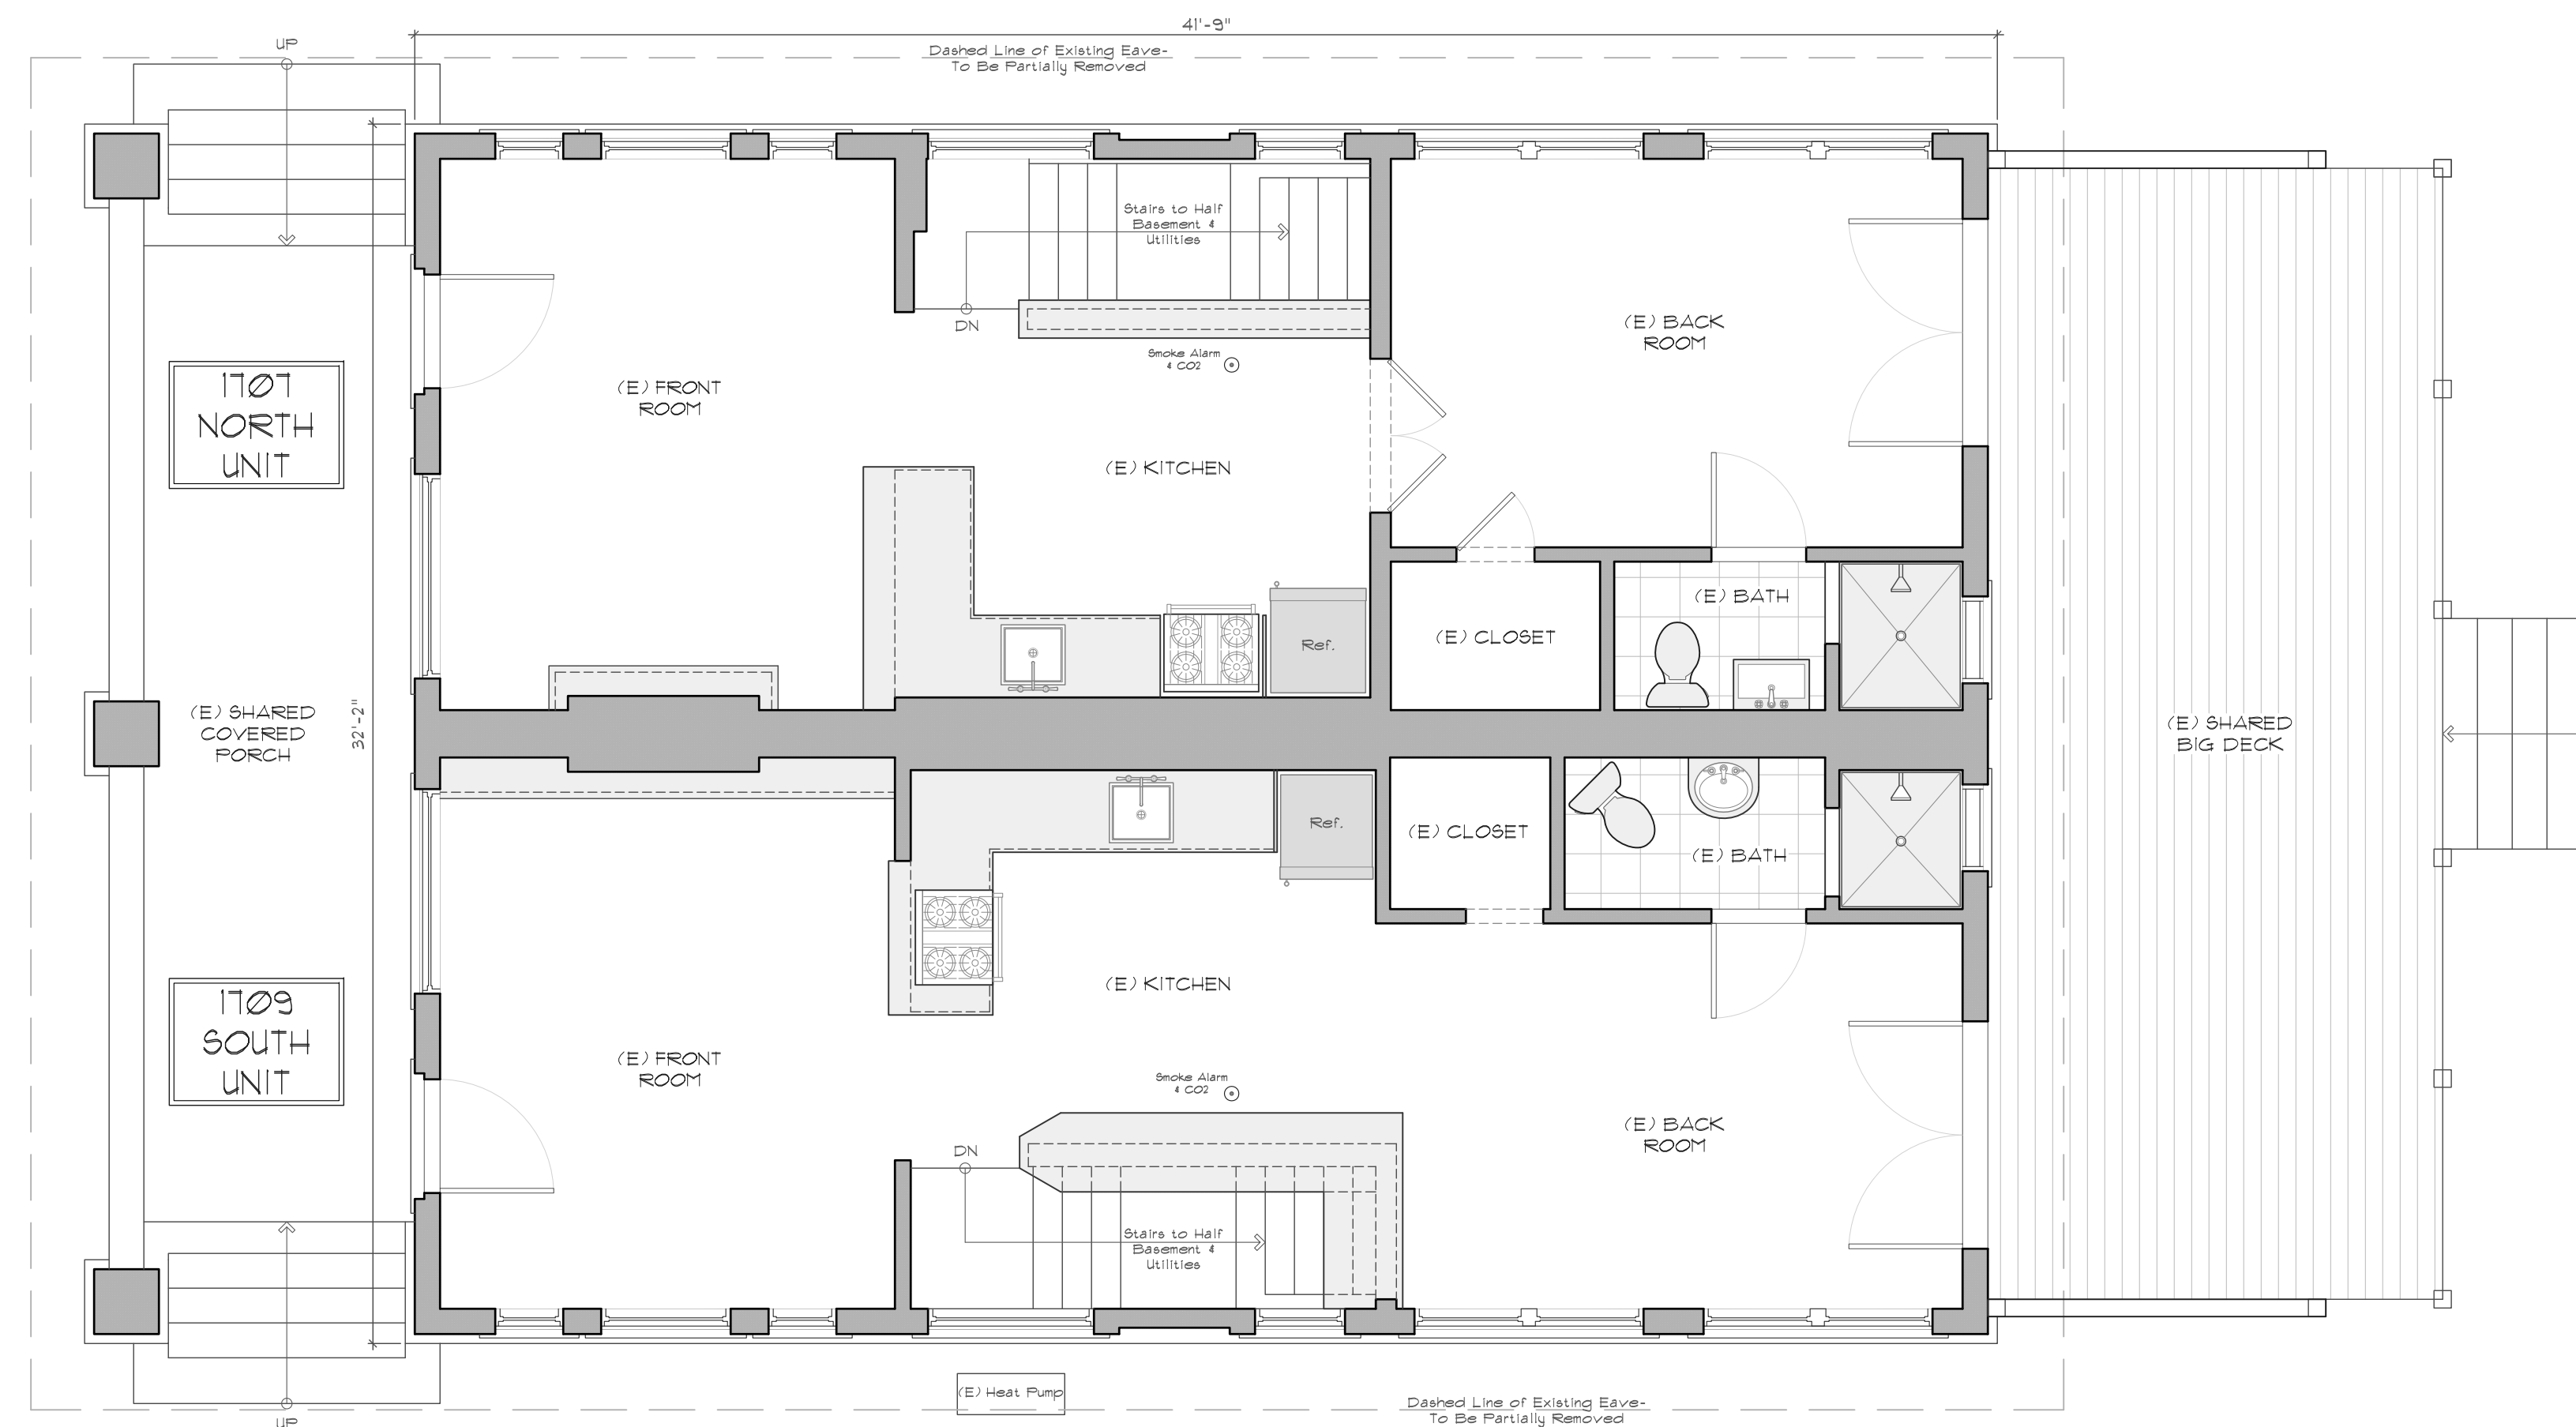 41'-9"
UP
Dashed Line of Existing Eave-
To Be Partially Removed
Stairs to Half
Basement &
Utilities
DN
Smoke Alarm
& CO2
(E) BACK
ROOM
1707
NORTH
UNIT
(E) FRONT
ROOM
(E) KITCHEN
(E) BATH
(E) CLOSET
Ref.
(E) SHARED
COVERED
PORCH
32'-2"
(E) SHARED
BIG DECK
Ref.
(E) CLOSET
(E) BATH
(E) KITCHEN
1709
SOUTH
UNIT
(E) FRONT
ROOM
Smoke Alarm
& CO2
(E) BACK
ROOM
DN
Stairs to Half
Basement &
Utilities
(E) Heat Pump
Dashed Line of Existing Eave-
To Be Partially Removed
UP